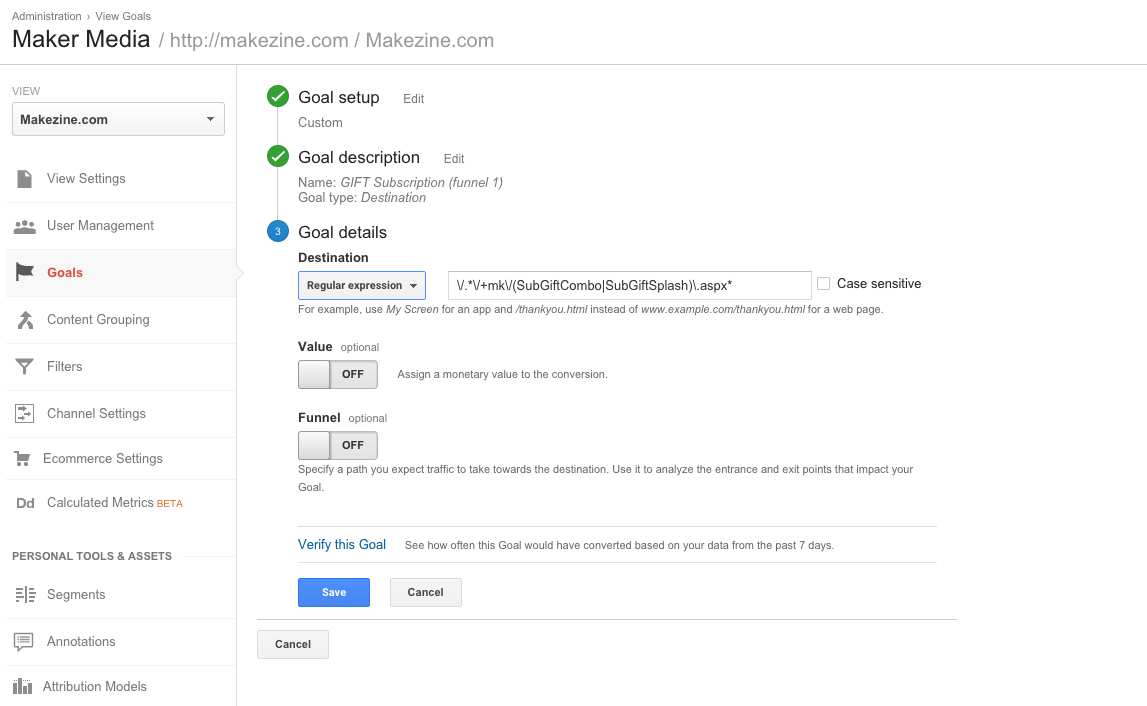 Administration › View Goals
Maker Media / http://makezine.com / Makezine.com
VIEW
Makezine.com
View Settings
User Management
Goals
Content Grouping
Filters
Channel Settings
Ecommerce Settings
Dd Calculated Metrics BETA
PERSONAL TOOLS & ASSETS
Segments
Annotations
Attribution Models
Goal setup Edit
Custom
Goal description Edit
Name: GIFT Subscription (funnel 1)
Goal type: Destination
3 Goal details
Destination
Regular expression \/.*\/+mk\/(SubGiftCombo|SubGiftSplash)\.aspx* Case sensitive
For example, use My Screen for an app and /thankyou.html instead of www.example.com/thankyou.html for a web page.
Value optional
OFF Assign a monetary value to the conversion.
Funnel optional
OFF
Specify a path you expect traffic to take towards the destination. Use it to analyze the entrance and exit points that impact your
Goal.
Verify this Goal See how often this Goal would have converted based on your data from the past 7 days.
Save Cancel
Cancel